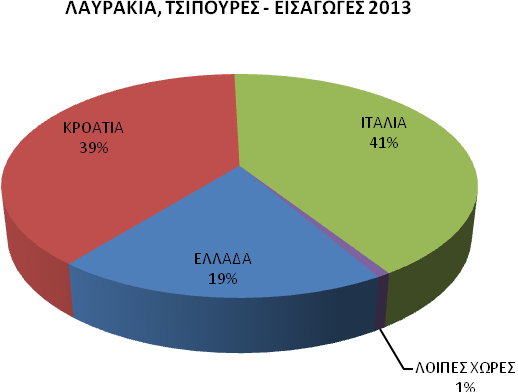 ΛΑΥΡΑΚΙΑ, ΤΣΙΠΟΥΡΕΣ - ΕΙΣΑΓΩΓΕΣ 2013
ΚΡΟΑΤΙΑ
39%
ΙΤΑΛΙΑ
41%
ΕΛΛΑΔΑ
19%
ΛΟΙΠΕΣ ΧΩΡΕΣ
1%